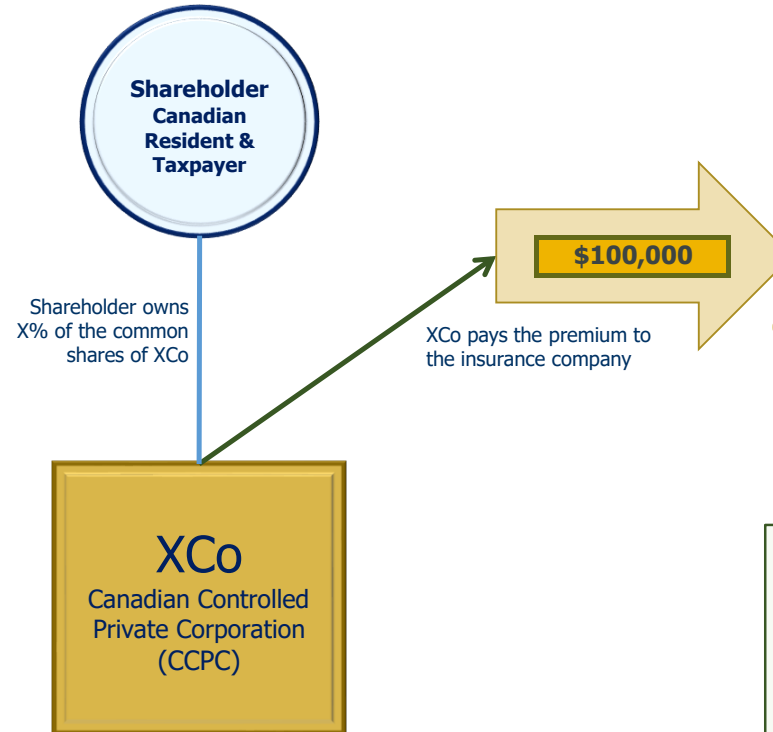 Shareholder
Canadian
Resident &
Taxpayer
$100,000
Shareholder owns
X% of the common
shares of XCo
XCo pays the premium to
the insurance company
XCo
Canadian Controlled
Private Corporation
(CCPC)